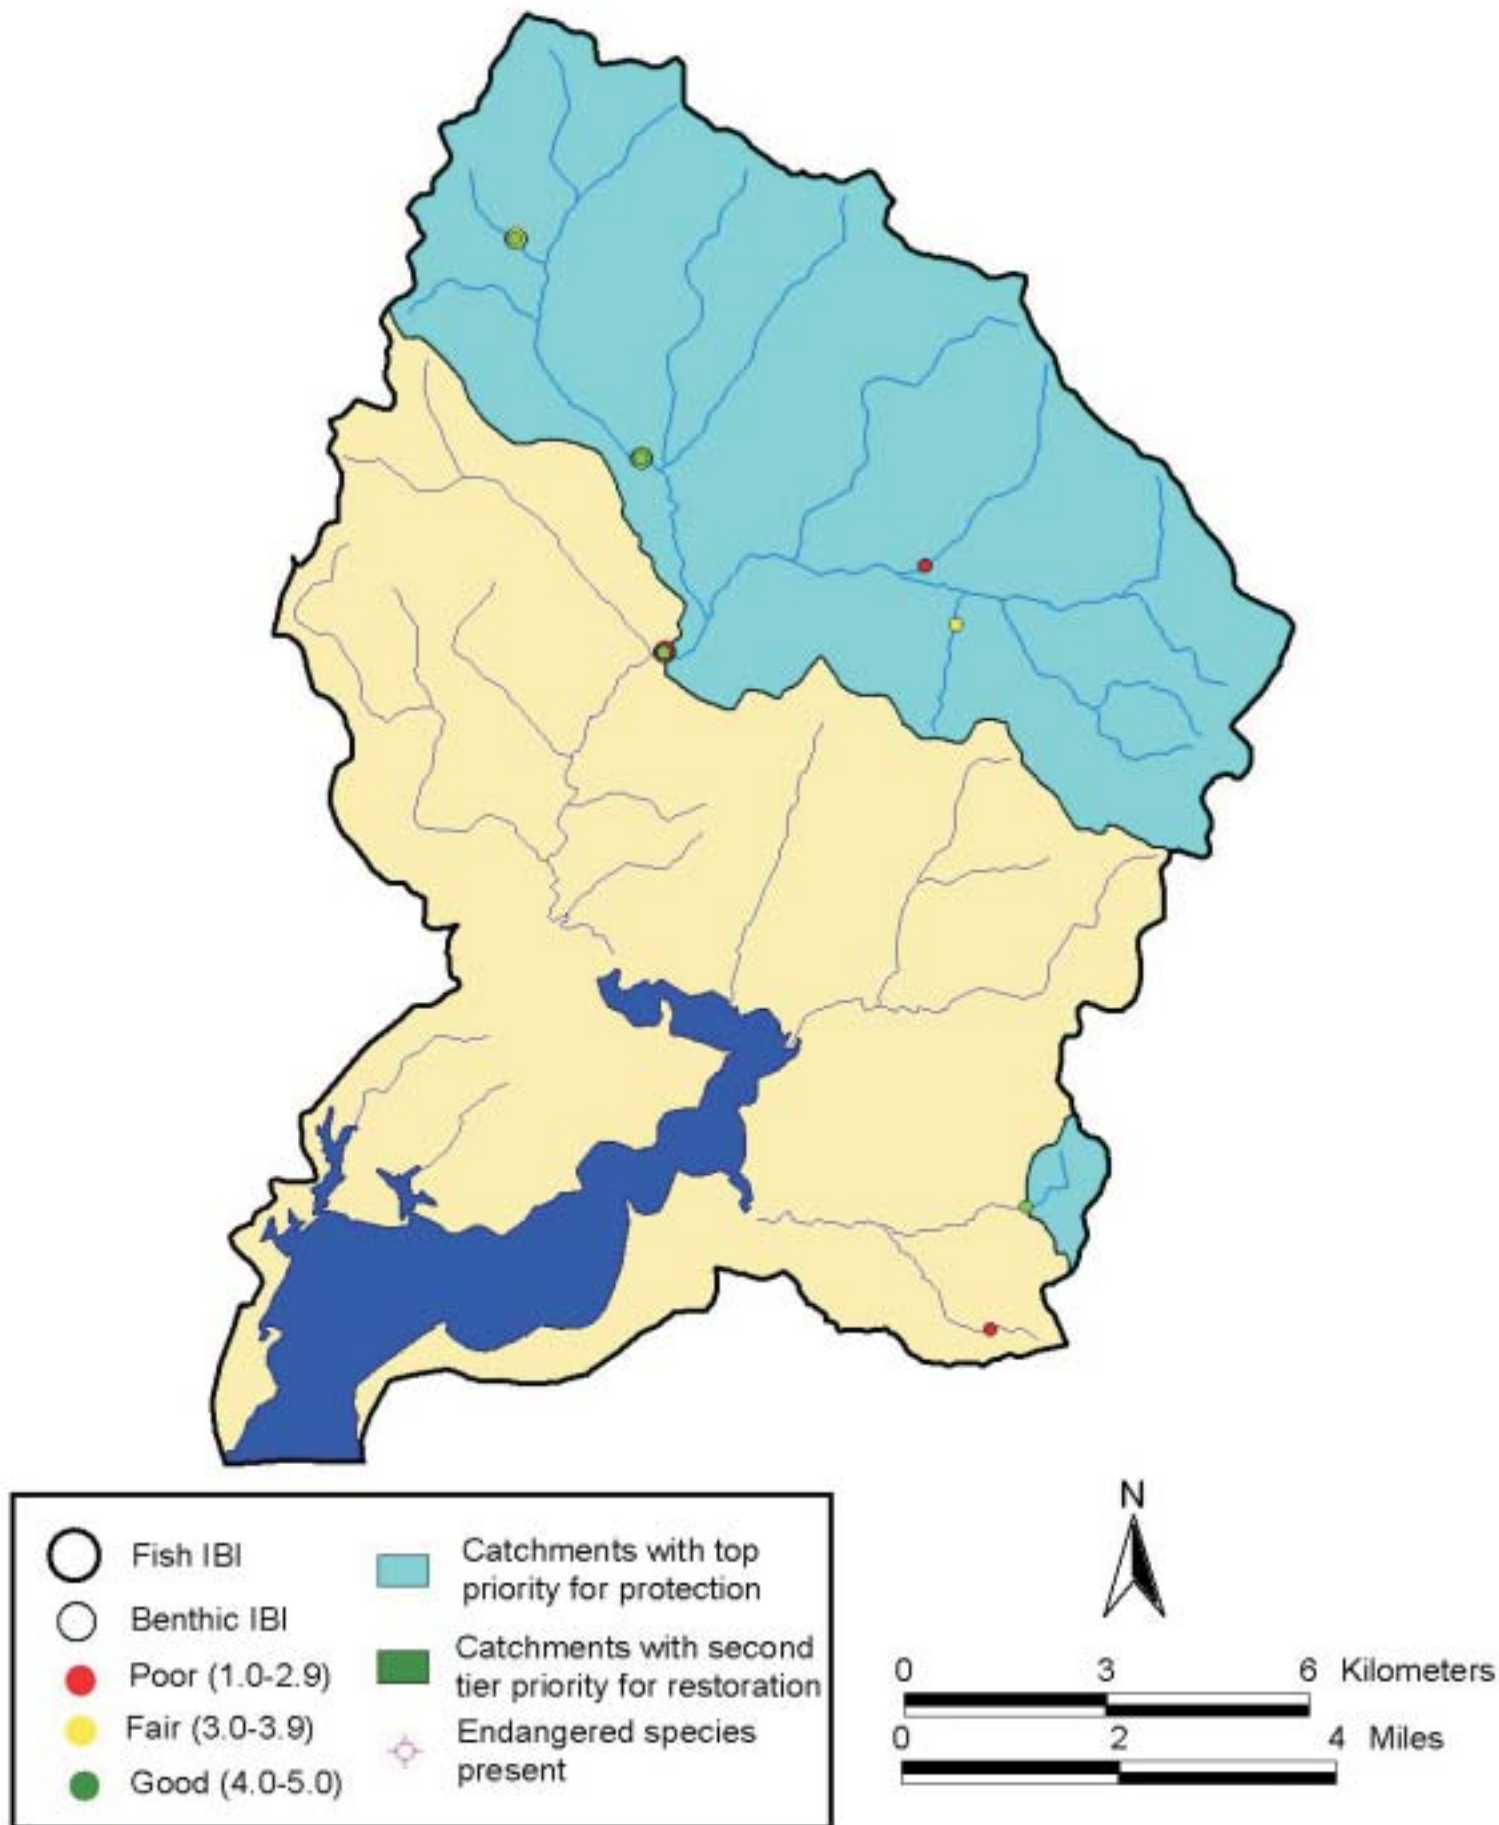 Fish IBI
Benthic IBI
Poor (1.0-2.9)
Fair (3.0-3.9)
Good (4.0-5.0)
Catchments with top
priority for protection
Catchments with second
tier priority for restoration
Endangered species
present
N
0 3 6 Kilometers
0 2 4 Miles